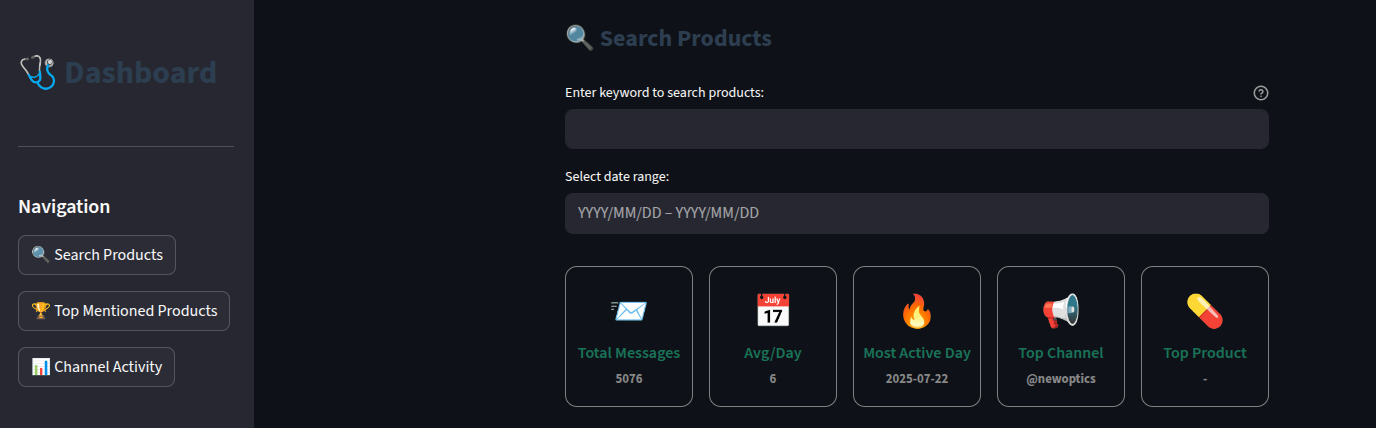 Dashboard
Navigation
Search Products
Top Mentioned Products
Channel Activity
Search Products
Enter keyword to search products:
Select date range:
YYYY/MM/DD – YYYY/MM/DD
July
17
Total Messages
5076
Avg/Day
6
Most Active Day
2025-07-22
Top Channel
@newoptics
Top Product
-